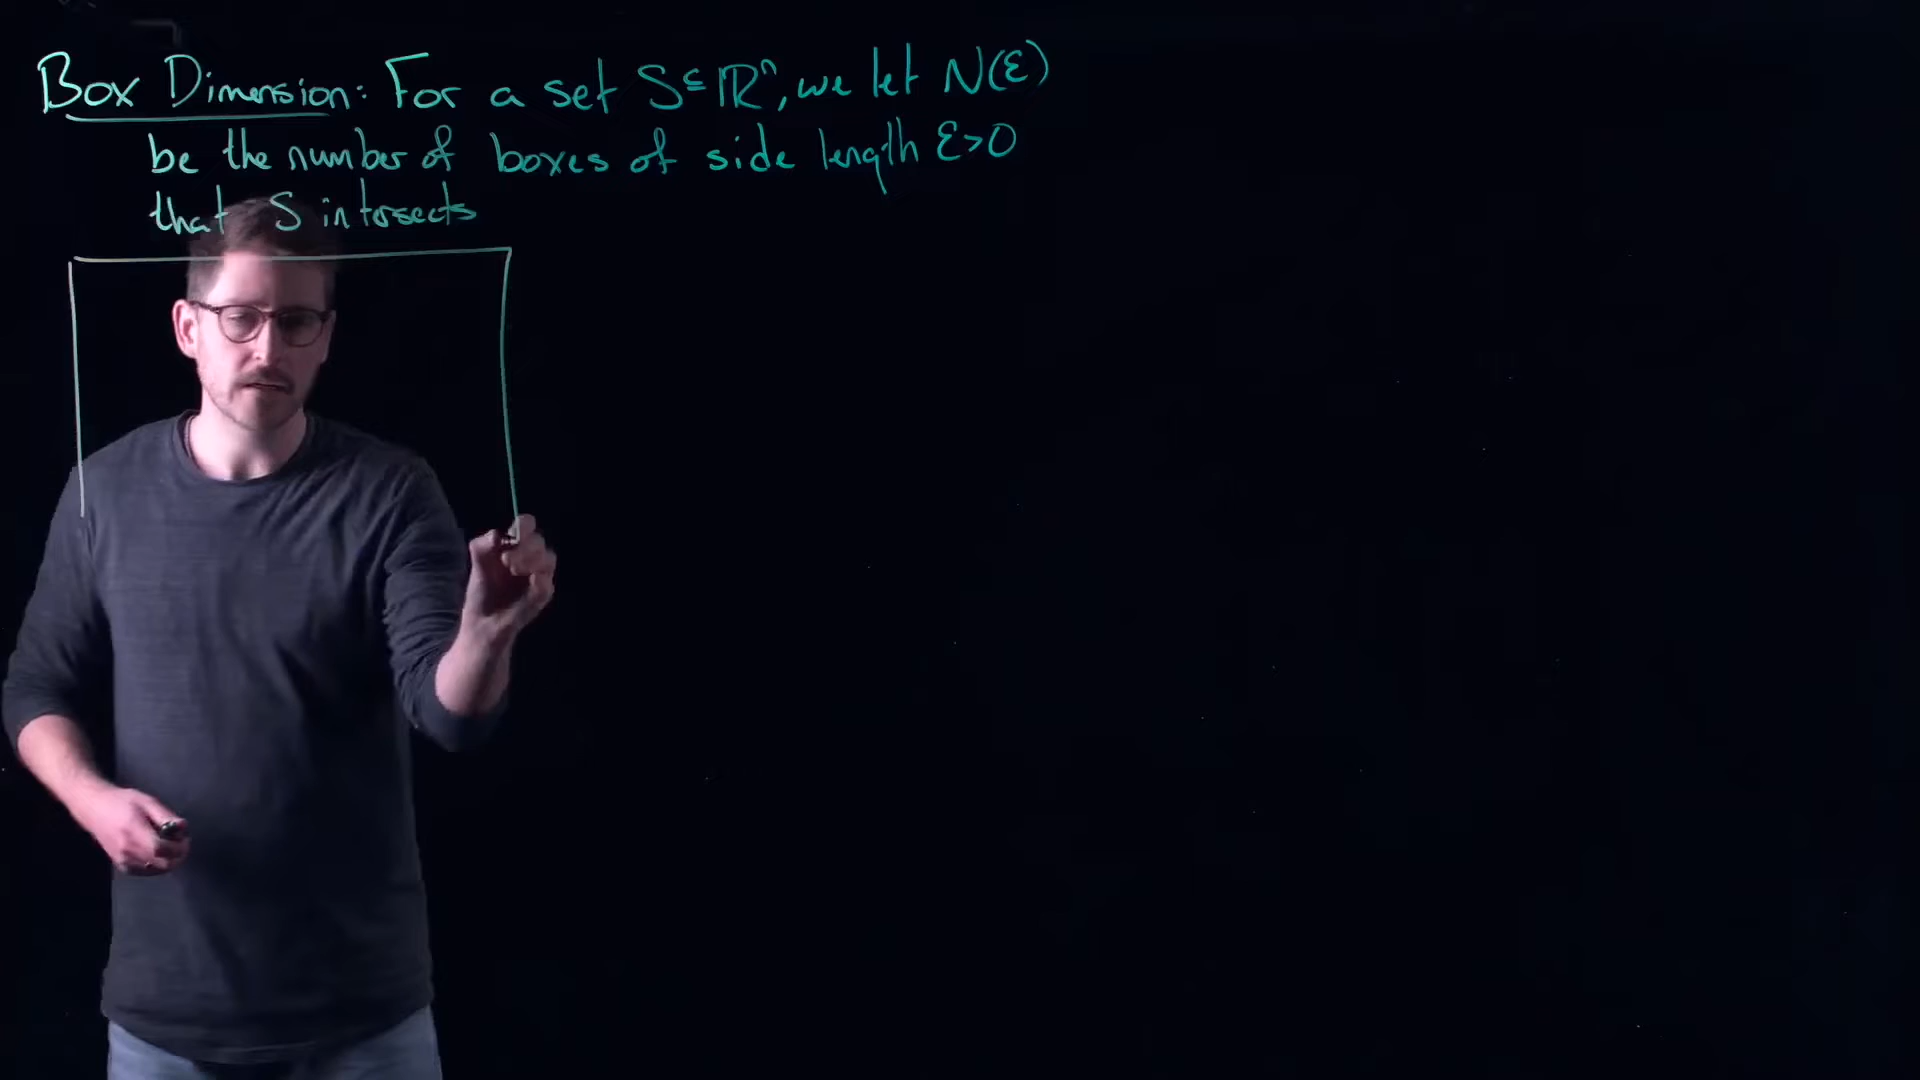 Box Dimension: For a set S ⊆ ℝⁿ, we let N(ε)
be the number of boxes of side length ε>0
that S intersects